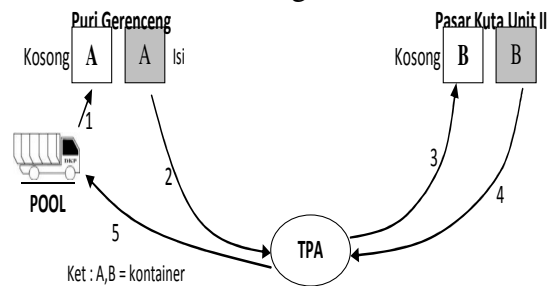 Puri Gerenceng
Pasar Kuta Unit II
Kosong A A Isi
Kosong B B
1
DKP
POOL
2
3
4
5
TPA
Ket : A,B = kontainer